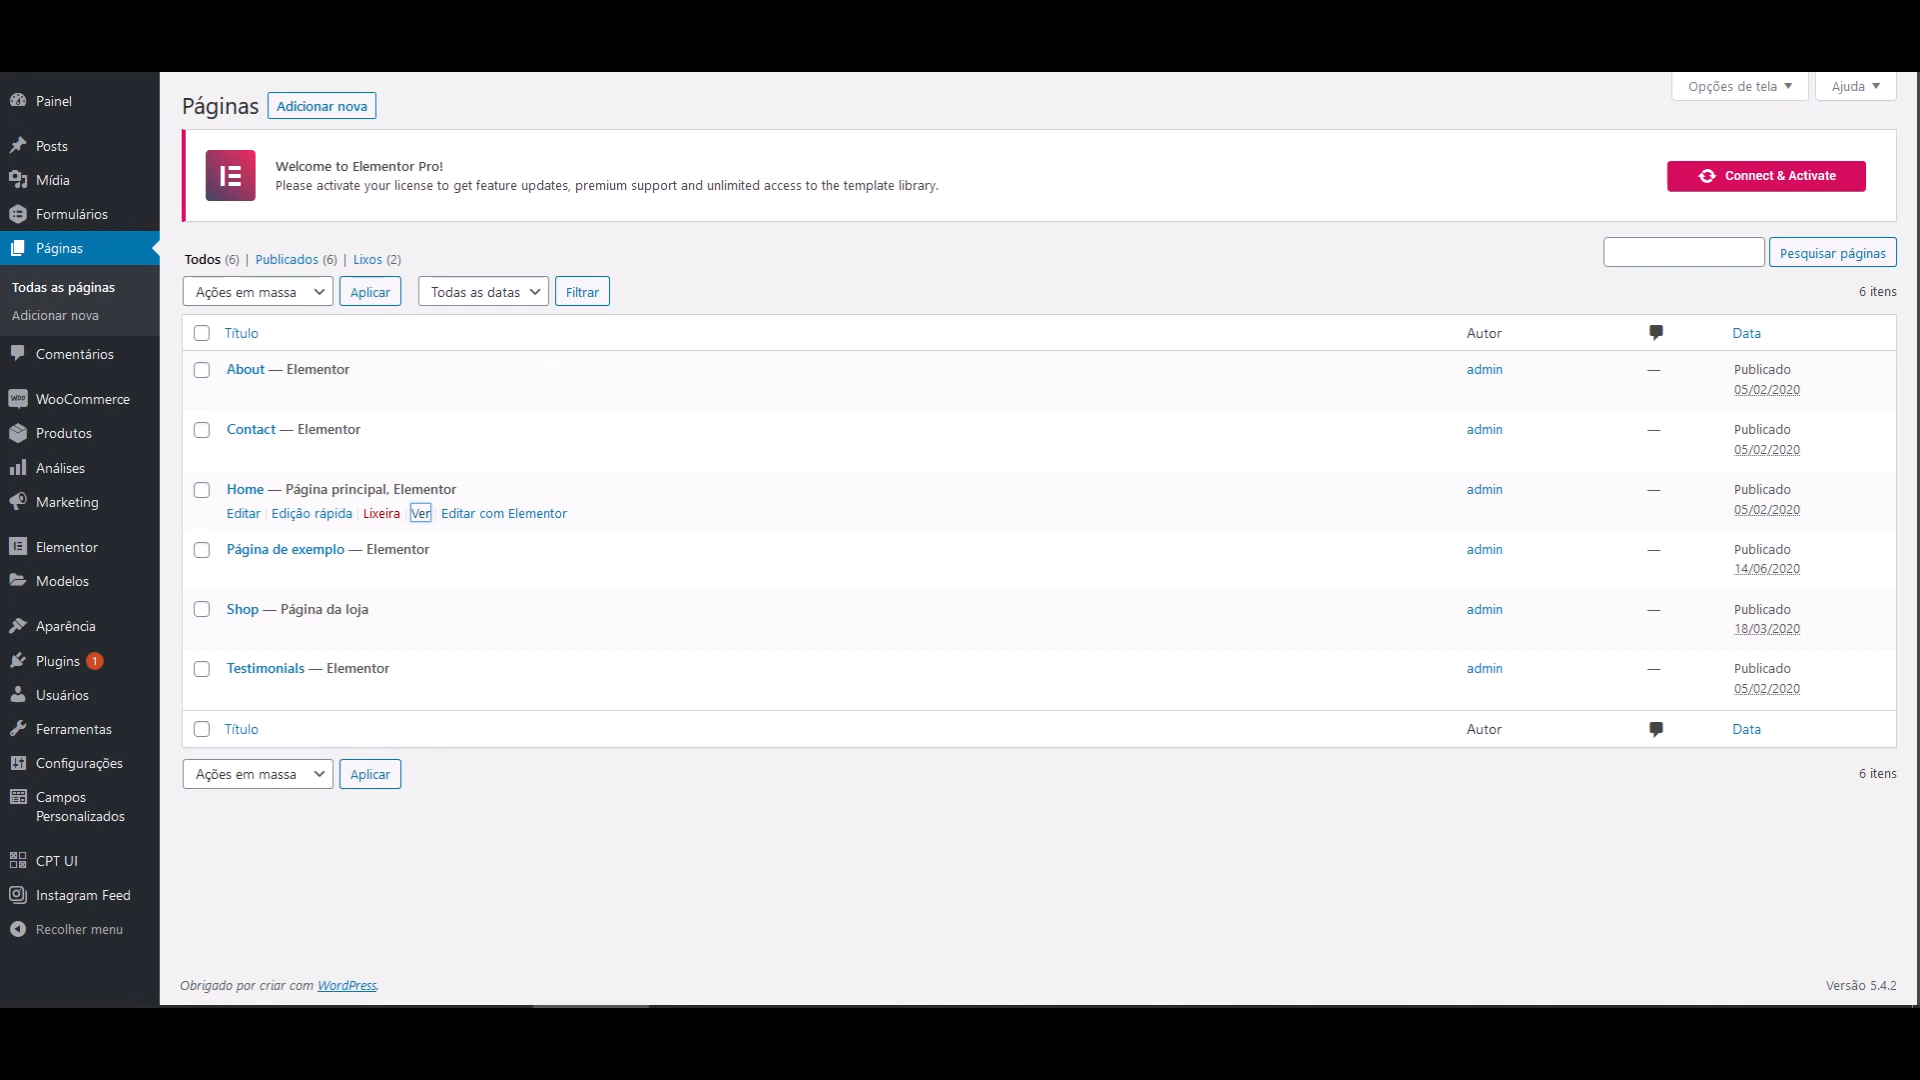 Painel
Posts
Mídia
Formulários
Páginas
Todas as páginas
Adicionar nova
Comentários
WooCommerce
Produtos
Análises
Marketing
Elementor
Modelos
Aparência
Plugins 1
Usuários
Ferramentas
Configurações
Campos
Personalizados
CPT UI
Instagram Feed
Recolher menu
Opções de tela
Ajuda
Páginas Adicionar nova
Welcome to Elementor Pro!
Please activate your license to get feature updates, premium support and unlimited access to the template library.
Connect & Activate
Todos (6) | Publicados (6) | Lixos (2)
Pesquisar páginas
Ações em massa Aplicar Todas as datas Filtrar 6 itens
Título Autor Data
About — Elementor admin — Publicado
05/02/2020
Contact — Elementor admin — Publicado
05/02/2020
Home — Página principal, Elementor admin — Publicado
Editar | Edição rápida | Lixeira | Ver | Editar com Elementor 05/02/2020
Página de exemplo — Elementor admin — Publicado
14/06/2020
Shop — Página da loja admin — Publicado
18/03/2020
Testimonials — Elementor admin — Publicado
05/02/2020
Título Autor Data
Ações em massa Aplicar 6 itens
Obrigado por criar com WordPress. Versão 5.4.2